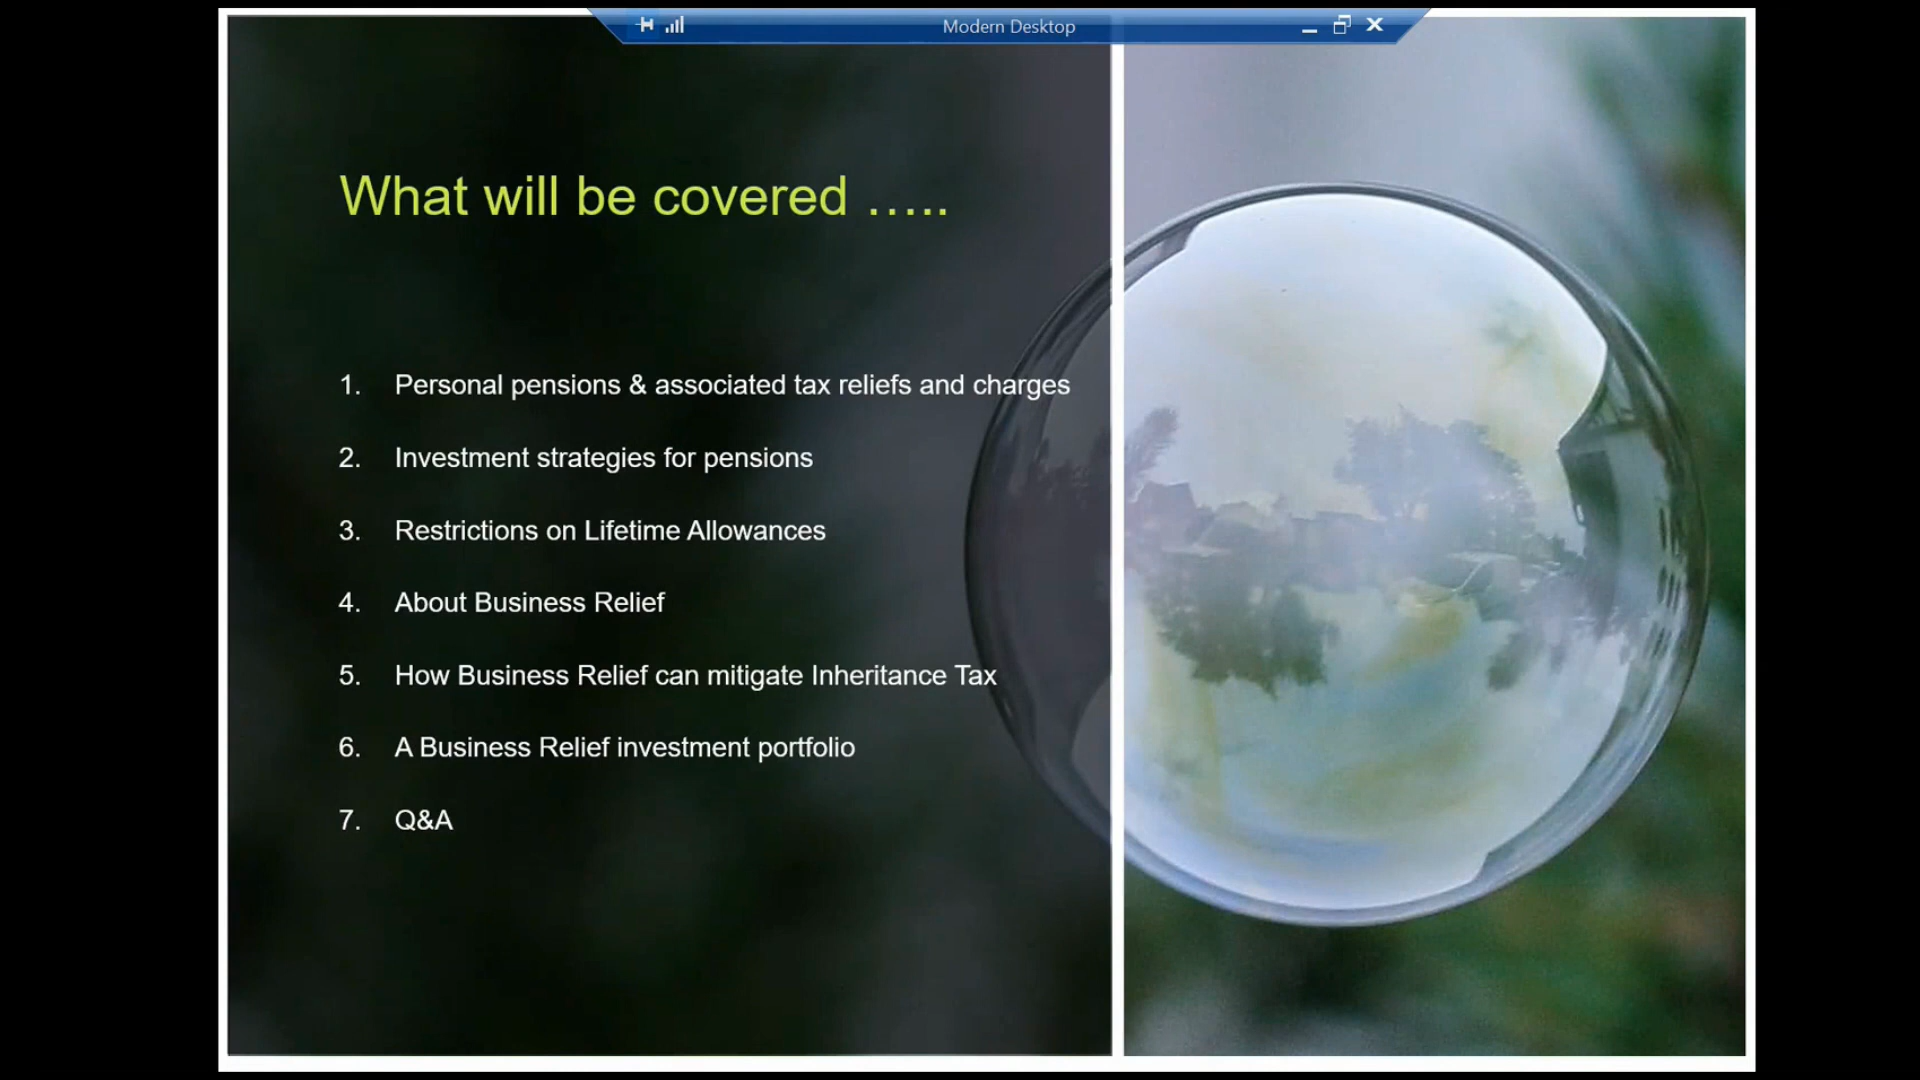 Modern Desktop
What will be covered …..
1. Personal pensions & associated tax reliefs and charges
2. Investment strategies for pensions
3. Restrictions on Lifetime Allowances
4. About Business Relief
5. How Business Relief can mitigate Inheritance Tax
6. A Business Relief investment portfolio
7. Q&A